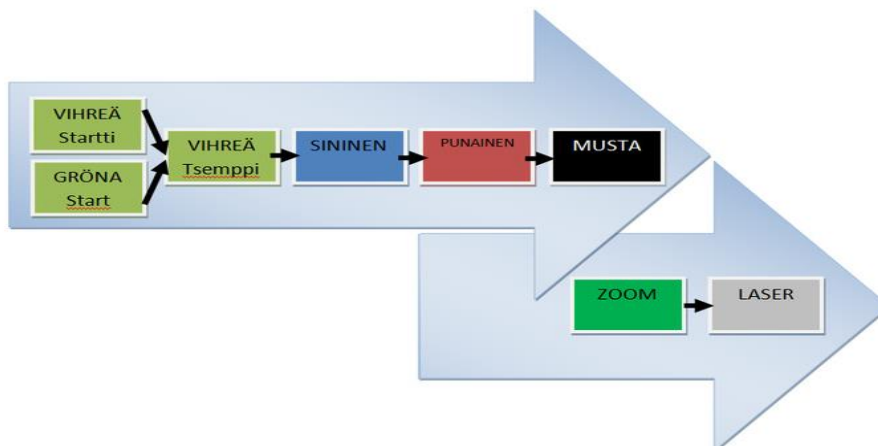 VIHREÄ
Startti
GRÖNA
Start
VIHREÄ
Tsemppi
SININEN
PUNAINEN
MUSTA
ZOOM
LASER